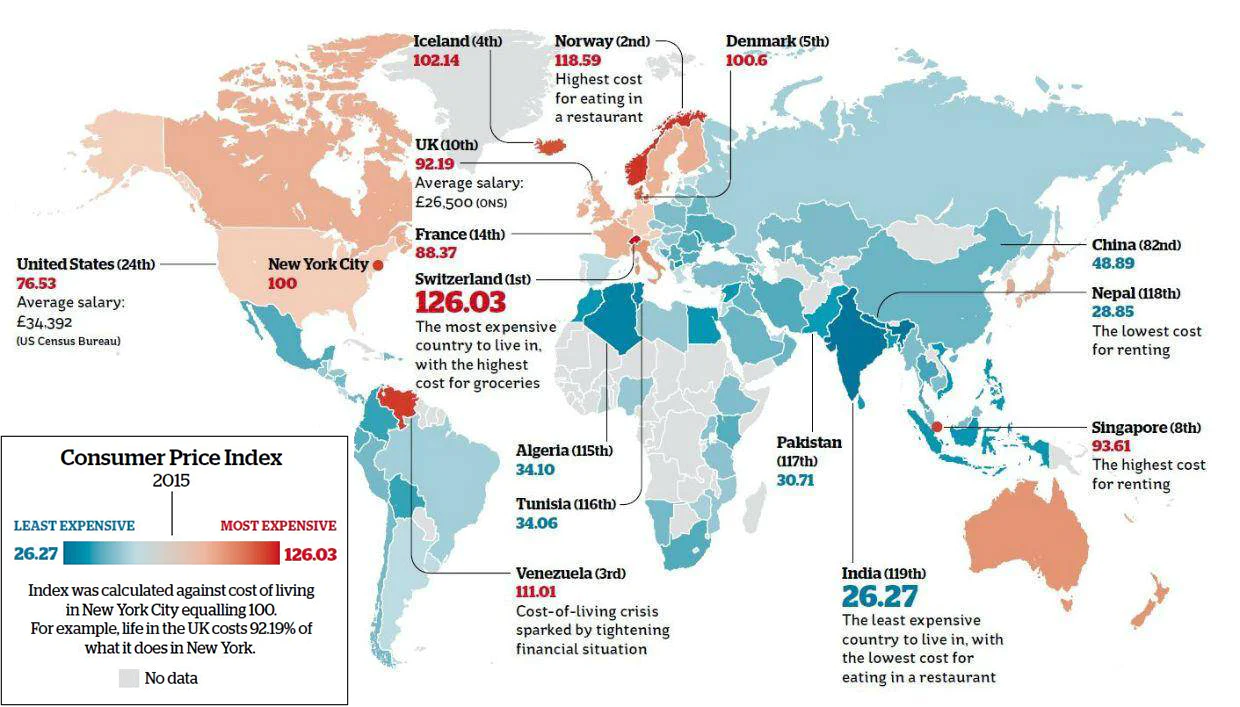 Iceland (4th)
102.14
Norway (2nd)
118.59
Highest cost
for eating in
a restaurant
Denmark (5th)
100.6
UK (10th)
92.19
Average salary:
£26,500 (ONS)
France (14th)
88.37
Switzerland (1st)
126.03
The most expensive
country to live in,
with the highest
cost for groceries
United States (24th)
76.53
Average salary:
£34,392
(US Census Bureau)
New York City
100
China (82nd)
48.89
Nepal (118th)
28.85
The lowest cost
for renting
Singapore (8th)
93.61
The highest cost
for renting
Algeria (115th)
34.10
Tunisia (116th)
34.06
Pakistan
(117th)
30.71
Venezuela (3rd)
111.01
Cost-of-living crisis
sparked by tightening
financial situation
India (119th)
26.27
The least expensive
country to live in, with
the lowest cost for
eating in a restaurant
Consumer Price Index
2015
LEAST EXPENSIVE
MOST EXPENSIVE
26.27
126.03
Index was calculated against cost of living
in New York City equalling 100.
For example, life in the UK costs 92.19% of
what it does in New York.
No data